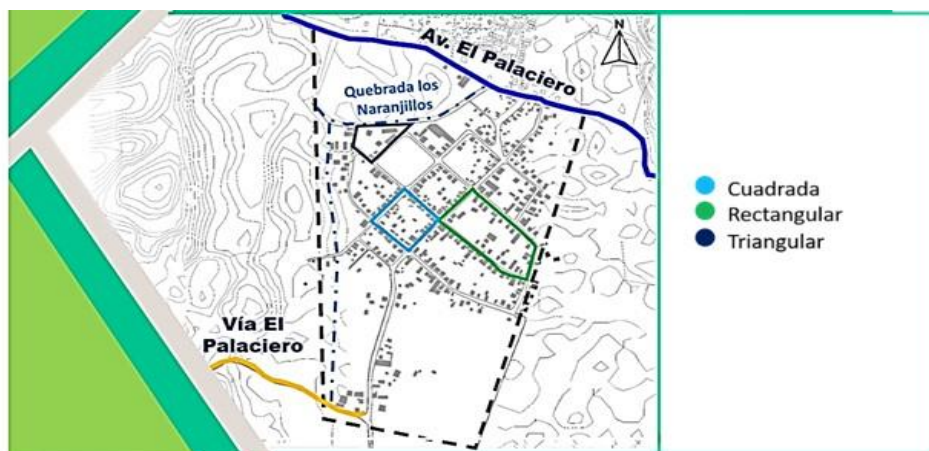 N
Av. El Palaciero
Quebrada los
Naranjillos
Vía El
Palaciero
Cuadrada
Rectangular
Triangular